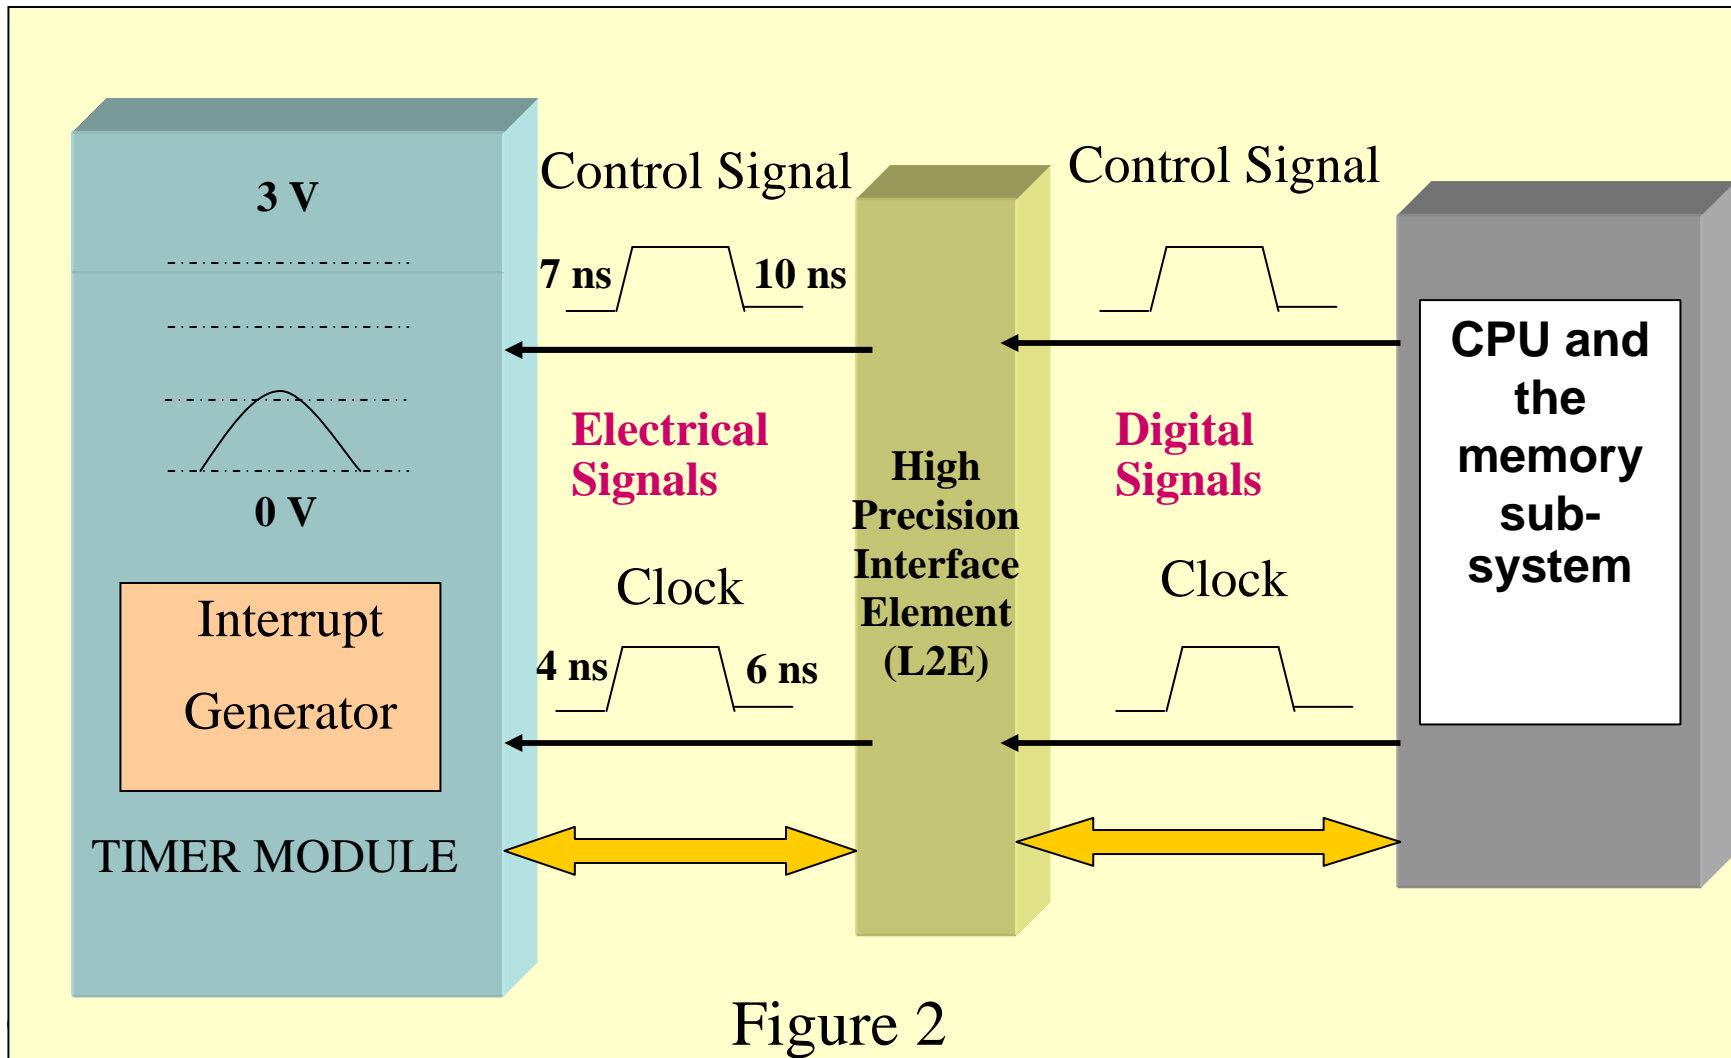 3 V
0 V
Interrupt
Generator
TIMER MODULE
Control Signal
7 ns
10 ns
Electrical
Signals
Clock
4 ns
6 ns
High
Precision
Interface
Element
(L2E)
Control Signal
Digital
Signals
Clock
CPU and
the
memory
sub-
system
Figure 2